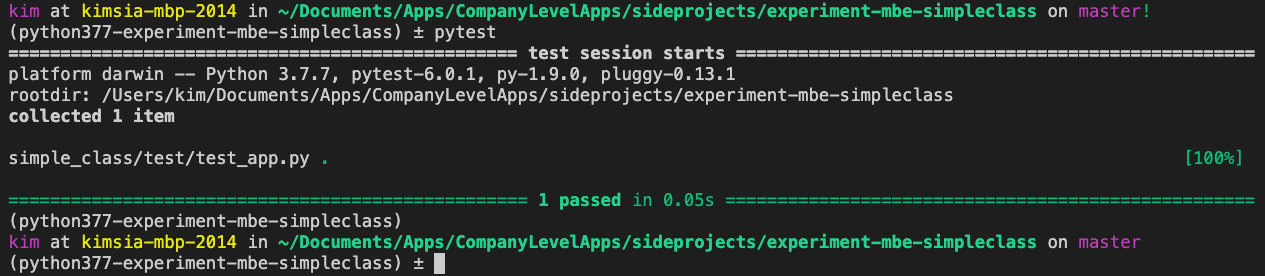 kim at kimsia-mbp-2014 in ~/Documents/Apps/CompanyLevelApps/sideprojects/experiment-mbe-simpleclass on master!
(python377-experiment-mbe-simpleclass) ± pytest
================================================= test session starts ==================================================
platform darwin -- Python 3.7.7, pytest-6.0.1, py-1.9.0, pluggy-0.13.1
rootdir: /Users/kim/Documents/Apps/CompanyLevelApps/sideprojects/experiment-mbe-simpleclass
collected 1 item
simple_class/test/test_app.py . [100%]
================================================== 1 passed in 0.05s ===================================================
(python377-experiment-mbe-simpleclass)
kim at kimsia-mbp-2014 in ~/Documents/Apps/CompanyLevelApps/sideprojects/experiment-mbe-simpleclass on master
(python377-experiment-mbe-simpleclass) ±